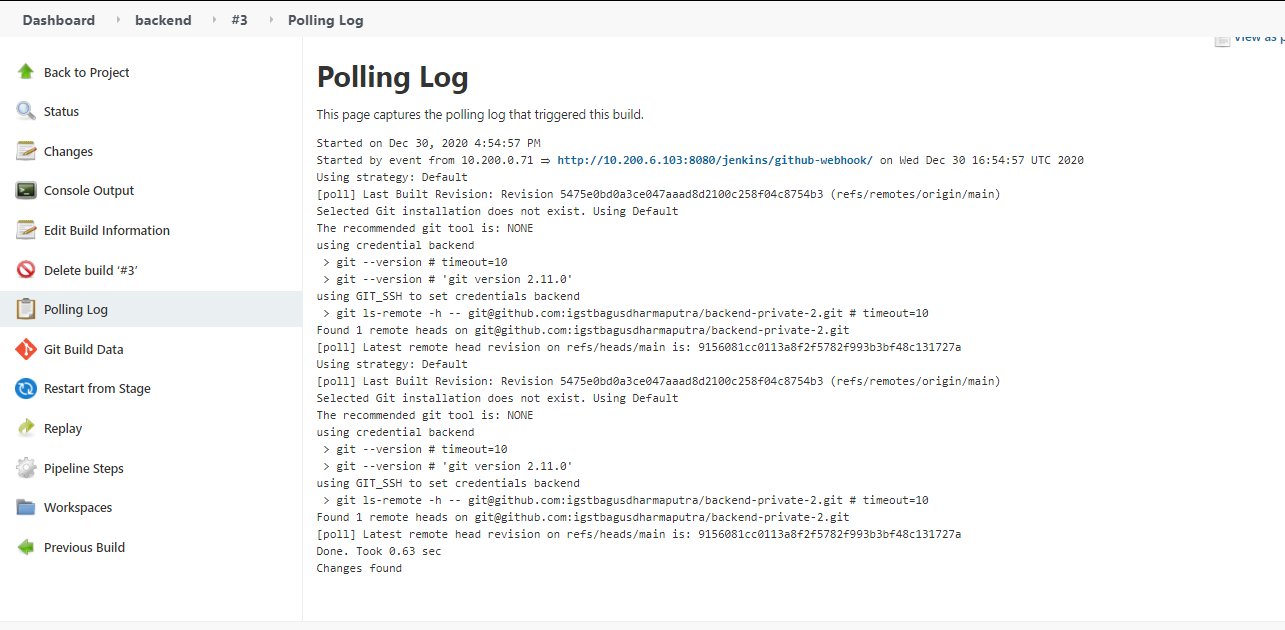 Dashboard > backend > #3 > Polling Log
View as p
Back to Project
Status
Changes
Console Output
Edit Build Information
Delete build ‘#3’
Polling Log
Git Build Data
Restart from Stage
Replay
Pipeline Steps
Workspaces
Previous Build
Polling Log
This page captures the polling log that triggered this build.
Started on Dec 30, 2020 4:54:57 PM
Started by event from 10.200.0.71 ⇒ http://10.200.6.103:8080/jenkins/github-webhook/ on Wed Dec 30 16:54:57 UTC 2020
Using strategy: Default
[poll] Last Built Revision: Revision 5475e0bd0a3ce047aaad8d2100c258f04c8754b3 (refs/remotes/origin/main)
Selected Git installation does not exist. Using Default
The recommended git tool is: NONE
using credential backend
> git --version # timeout=10
> git --version # 'git version 2.11.0'
using GIT_SSH to set credentials backend
> git ls-remote -h -- git@github.com:igstbagusdharmaputra/backend-private-2.git # timeout=10
Found 1 remote heads on git@github.com:igstbagusdharmaputra/backend-private-2.git
[poll] Latest remote head revision on refs/heads/main is: 9156081cc0113a8f2f5782f993b3bf48c131727a
Using strategy: Default
[poll] Last Built Revision: Revision 5475e0bd0a3ce047aaad8d2100c258f04c8754b3 (refs/remotes/origin/main)
Selected Git installation does not exist. Using Default
The recommended git tool is: NONE
using credential backend
> git --version # timeout=10
> git --version # 'git version 2.11.0'
using GIT_SSH to set credentials backend
> git ls-remote -h -- git@github.com:igstbagusdharmaputra/backend-private-2.git # timeout=10
Found 1 remote heads on git@github.com:igstbagusdharmaputra/backend-private-2.git
[poll] Latest remote head revision on refs/heads/main is: 9156081cc0113a8f2f5782f993b3bf48c131727a
Done. Took 0.63 sec
Changes found